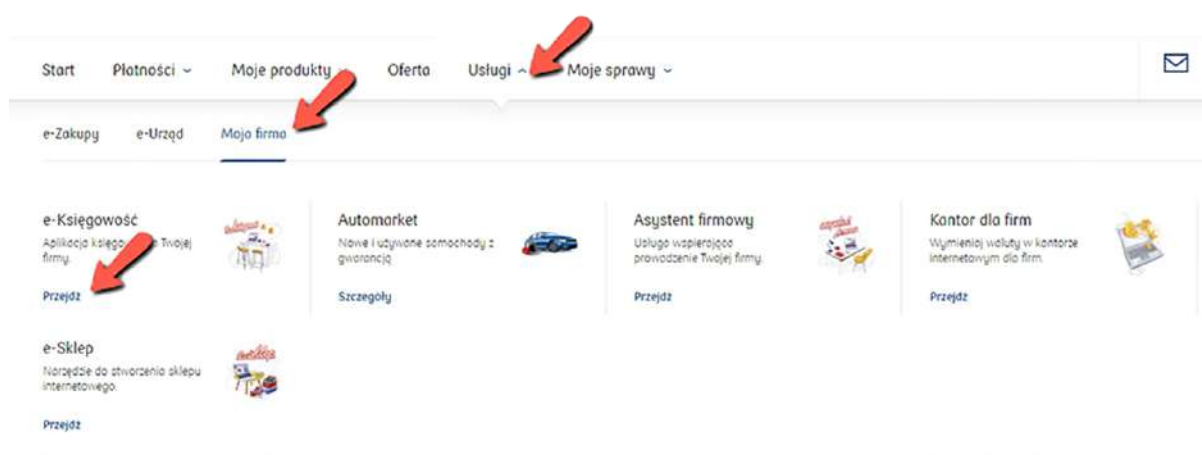 Start Płatności Moje produkty Oferta Usługi Moje sprawy
e-Zakupy e-Urząd Moja firma
e-Księgowość
Aplikacja Twojej
firmy.
Przejdź
Automarket
Nowe i używane samochody z
gwarancją
Szczegóły
Asystent firmowy
Usługa wspierająca
prowadzenie Twojej firmy.
Przejdź
Kantor dla firm
Wymieniaj waluty w kantorze
internetowym dla firm.
Przejdź
e-Sklep
Narzędzie do stworzenia sklepu
internetowego.
Przejdź